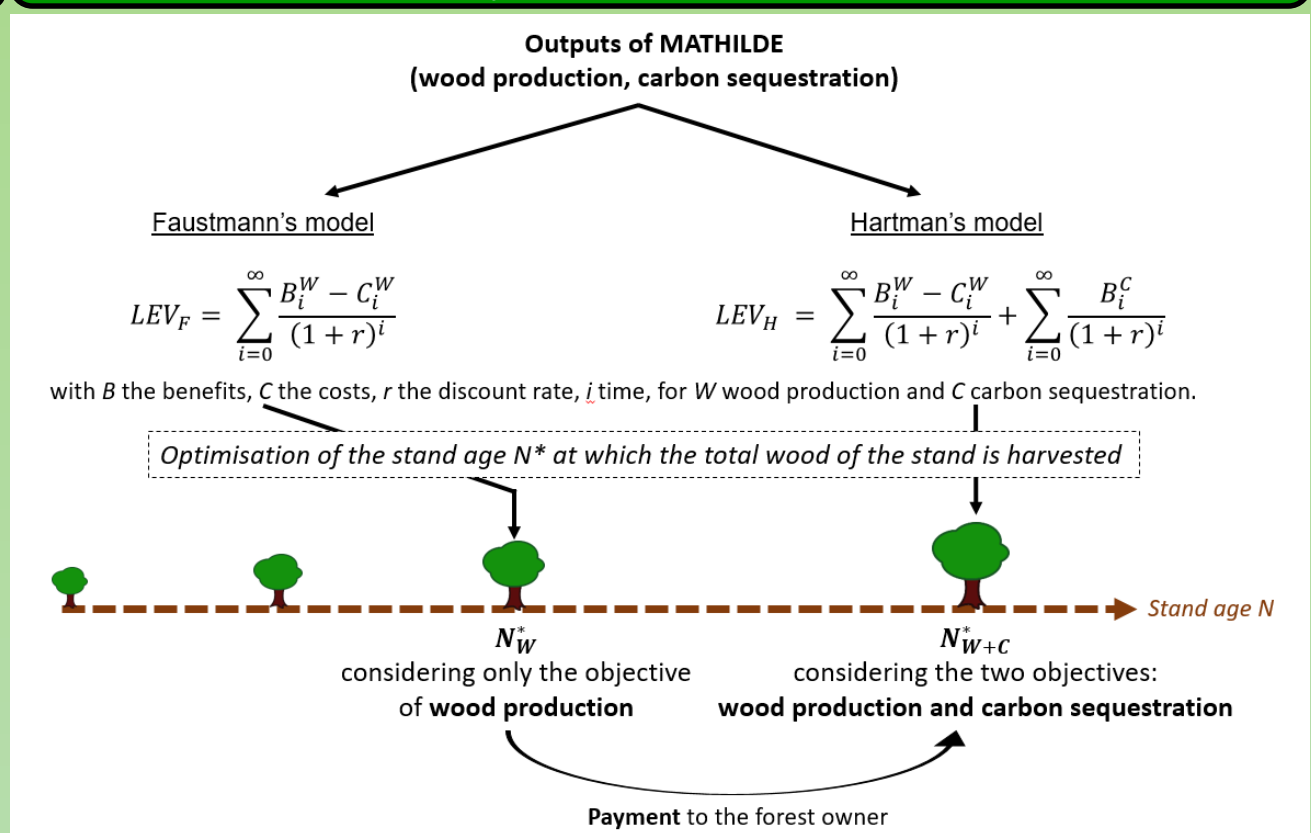 Outputs of MATHILDE
(wood production, carbon sequestration)
Faustmann's model
Hartman's model
LEV_F = ∑_{i=0}^{∞} (B_i^W − C_i^W) / (1 + r)^i
LEV_H = ∑_{i=0}^{∞} (B_i^W − C_i^W) / (1 + r)^i + ∑_{i=0}^{∞} B_i^C / (1 + r)^i
with B the benefits, C the costs, r the discount rate, i time, for W wood production and C carbon sequestration.
Optimisation of the stand age N* at which the total wood of the stand is harvested
Stand age N
N*_W
considering only the objective
of wood production
N*_{W+C}
considering the two objectives:
wood production and carbon sequestration
Payment to the forest owner